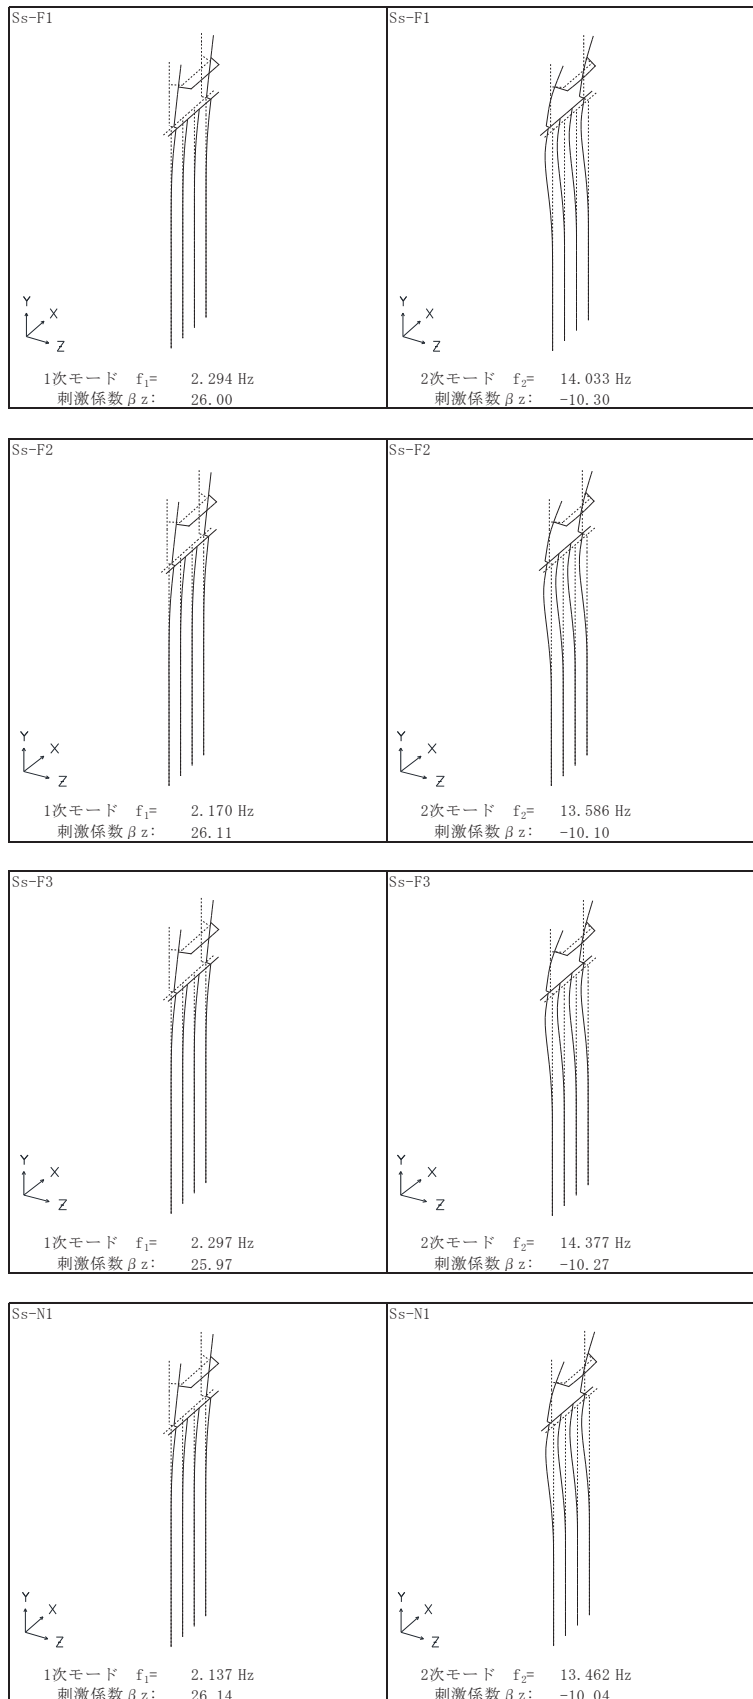 Ss-F1
Y
X
Z
1次モード f₁= 2.294 Hz
刺激係数βz: 26.00
Ss-F1
Y
X
Z
2次モード f₂= 14.033 Hz
刺激係数βz: -10.30
Ss-F2
Y
X
Z
1次モード f₁= 2.170 Hz
刺激係数βz: 26.11
Ss-F2
Y
X
Z
2次モード f₂= 13.586 Hz
刺激係数βz: -10.10
Ss-F3
Y
X
Z
1次モード f₁= 2.297 Hz
刺激係数βz: 25.97
Ss-F3
Y
X
Z
2次モード f₂= 14.377 Hz
刺激係数βz: -10.27
Ss-N1
Y
X
Z
1次モード f₁= 2.137 Hz
刺激係数βz: 26.14
Ss-N1
Y
X
Z
2次モード f₂= 13.462 Hz
刺激係数βz: -10.04